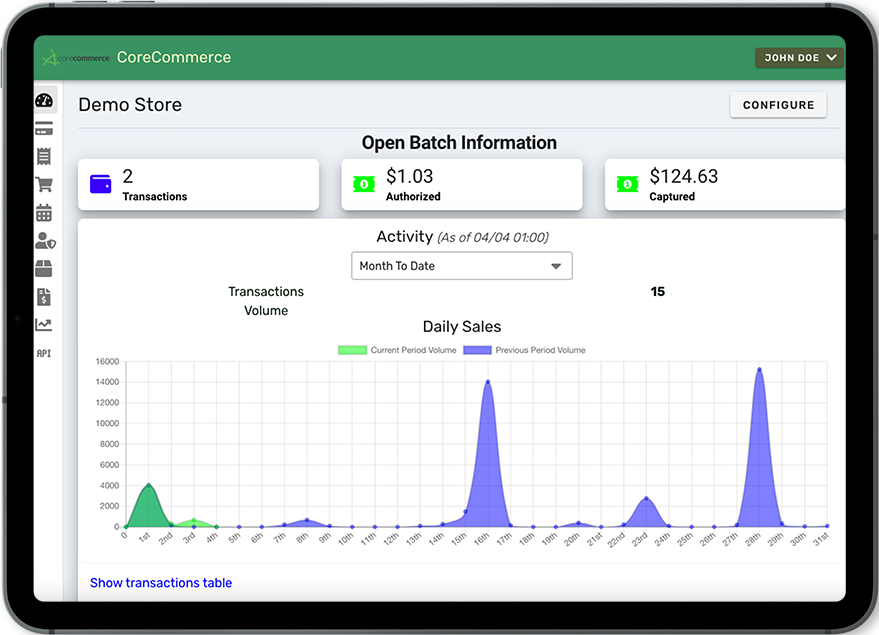 corecommerce CoreCommerce JOHN DOE
Demo Store CONFIGURE
Open Batch Information
2 $1.03 $124.63
Transactions Authorized Captured
Activity (As of 04/04 01:00)
Month To Date
Transactions 15
Volume
Daily Sales
Current Period Volume Previous Period Volume
16000
14000
12000
10000
8000
6000
4000
2000
0
0 1st 2nd 3rd 4th 5th 6th 7th 8th 9th 10th 11th 12th 13th 14th 15th 16th 17th 18th 19th 20th 21st 22nd 23rd 24th 25th 26th 27th 28th 29th 30th 31st
API
Show transactions table